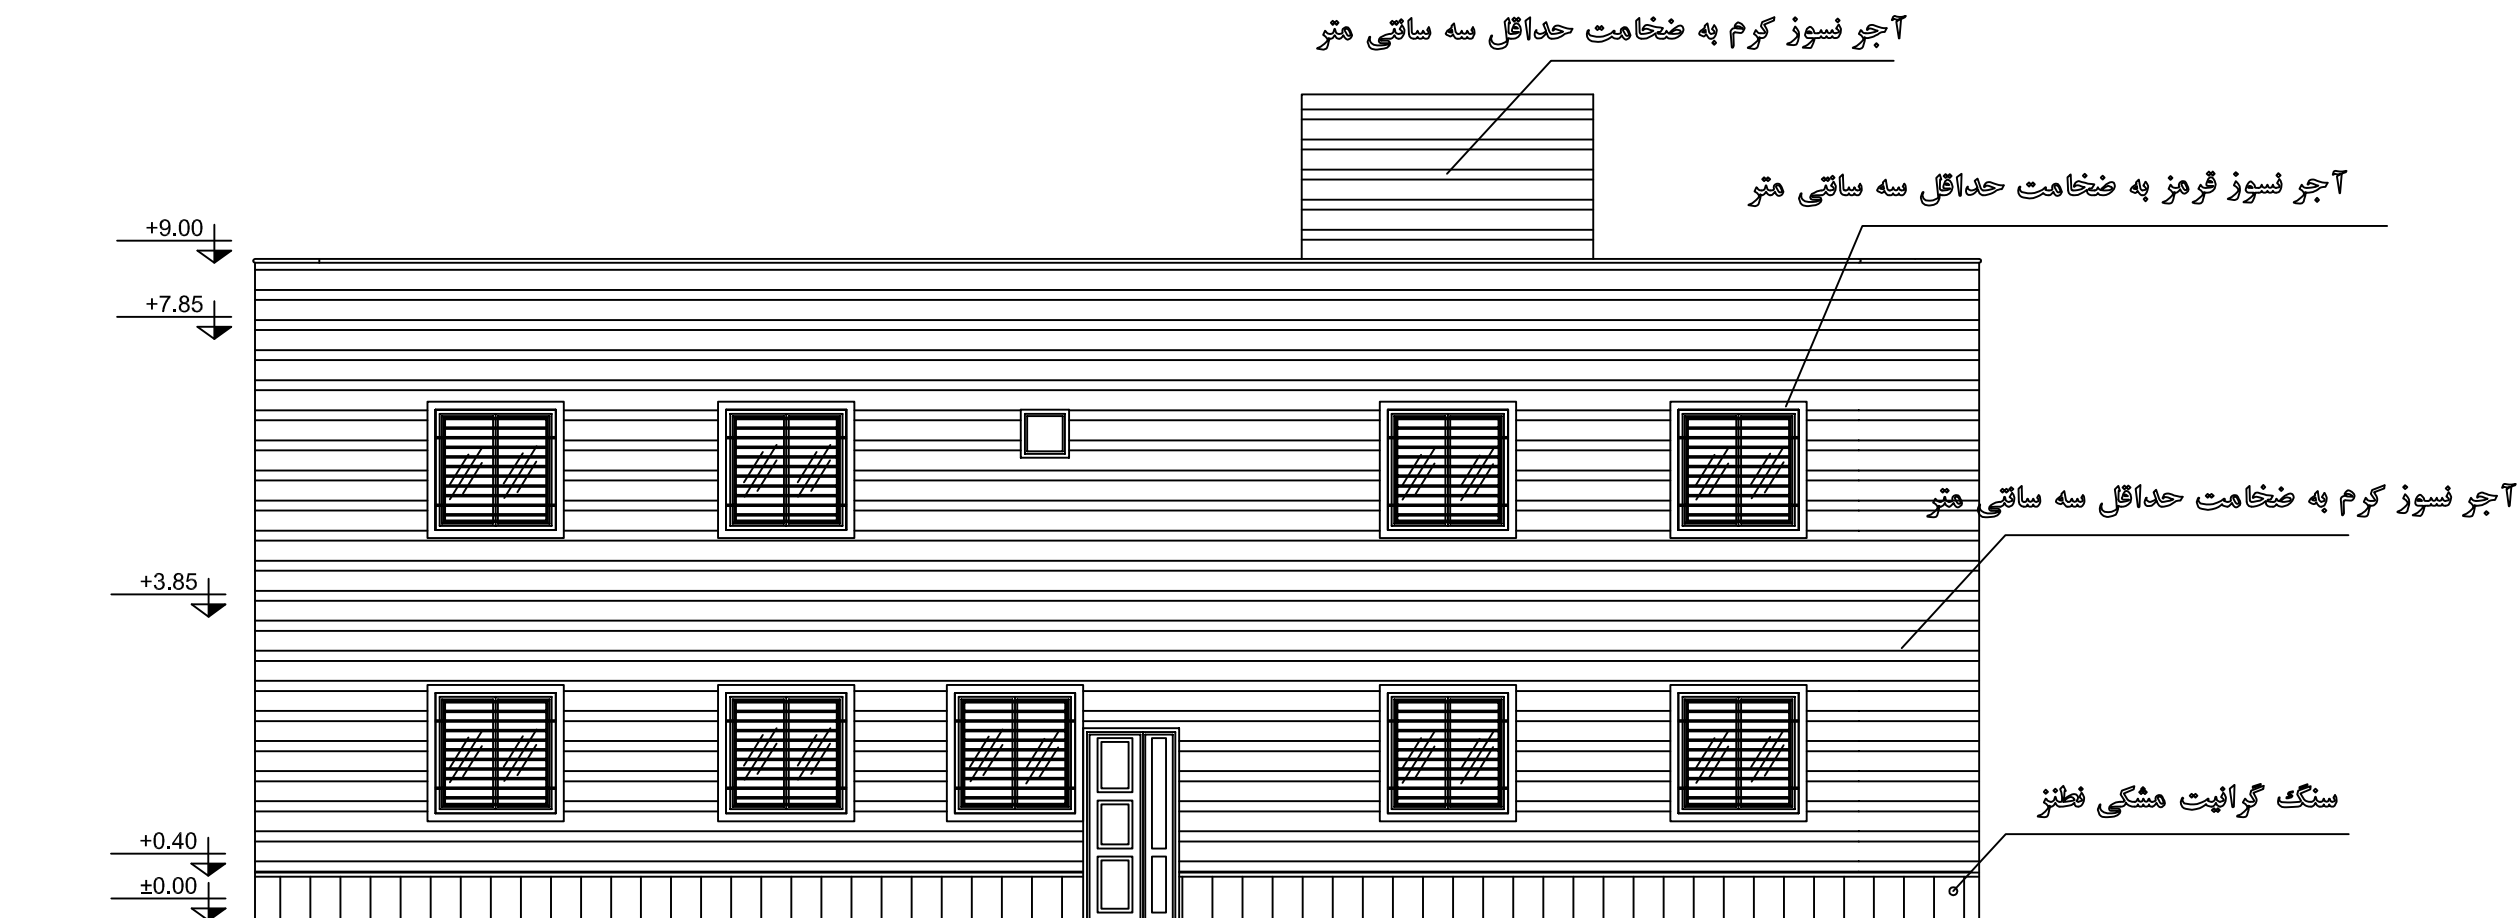 آجر نسوز کرم به ضخامت حداقل سه سانتی متر
آجر نسوز قرمز به ضخامت حداقل سه سانتی متر
+9.00
+7.85
آجر نسوز کرم به ضخامت حداقل سه سانتی متر
+3.85
سنگ گرانیت مشکی نطنز
+0.40
±0.00